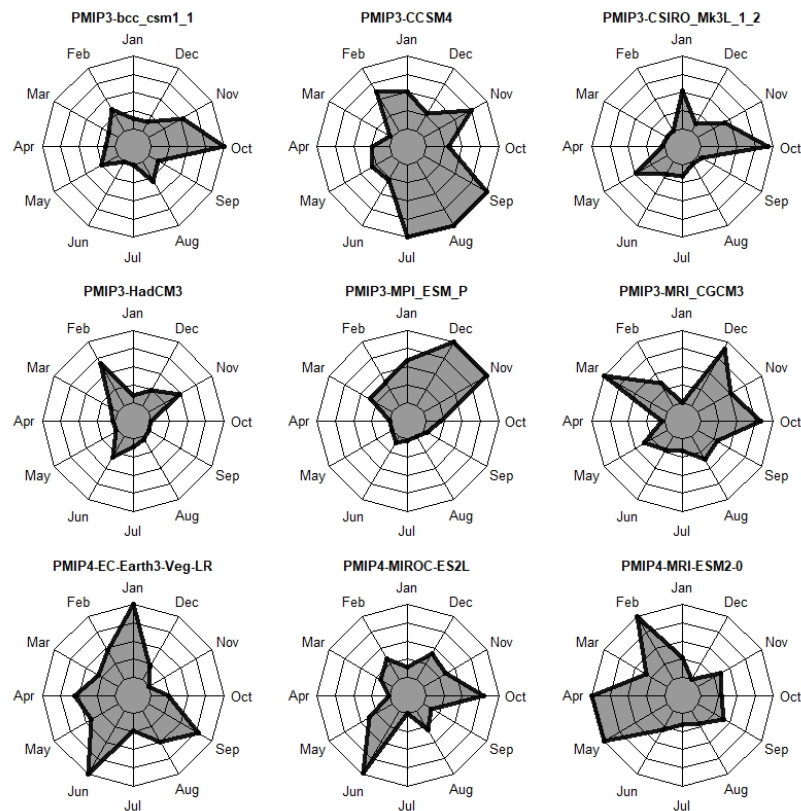 PMIP3-bcc_csm1_1
Jan
Feb
Dec
Mar
Nov
Apr
Oct
May
Sep
Jun
Aug
Jul
PMIP3-CCSM4
Jan
Feb
Dec
Mar
Nov
Apr
Oct
May
Sep
Jun
Aug
Jul
PMIP3-CSIRO_Mk3L_1_2
Jan
Feb
Dec
Mar
Nov
Apr
Oct
May
Sep
Jun
Aug
Jul
PMIP3-HadCM3
Jan
Feb
Dec
Mar
Nov
Apr
Oct
May
Sep
Jun
Aug
Jul
PMIP3-MPI_ESM_P
Jan
Feb
Dec
Mar
Nov
Apr
Oct
May
Sep
Jun
Aug
Jul
PMIP3-MRI_CGCM3
Jan
Feb
Dec
Mar
Nov
Apr
Oct
May
Sep
Jun
Aug
Jul
PMIP4-EC-Earth3-Veg-LR
Jan
Feb
Dec
Mar
Nov
Apr
Oct
May
Sep
Jun
Aug
Jul
PMIP4-MIROC-ES2L
Jan
Feb
Dec
Mar
Nov
Apr
Oct
May
Sep
Jun
Aug
Jul
PMIP4-MRI-ESM2-0
Jan
Feb
Dec
Mar
Nov
Apr
Oct
May
Sep
Jun
Aug
Jul